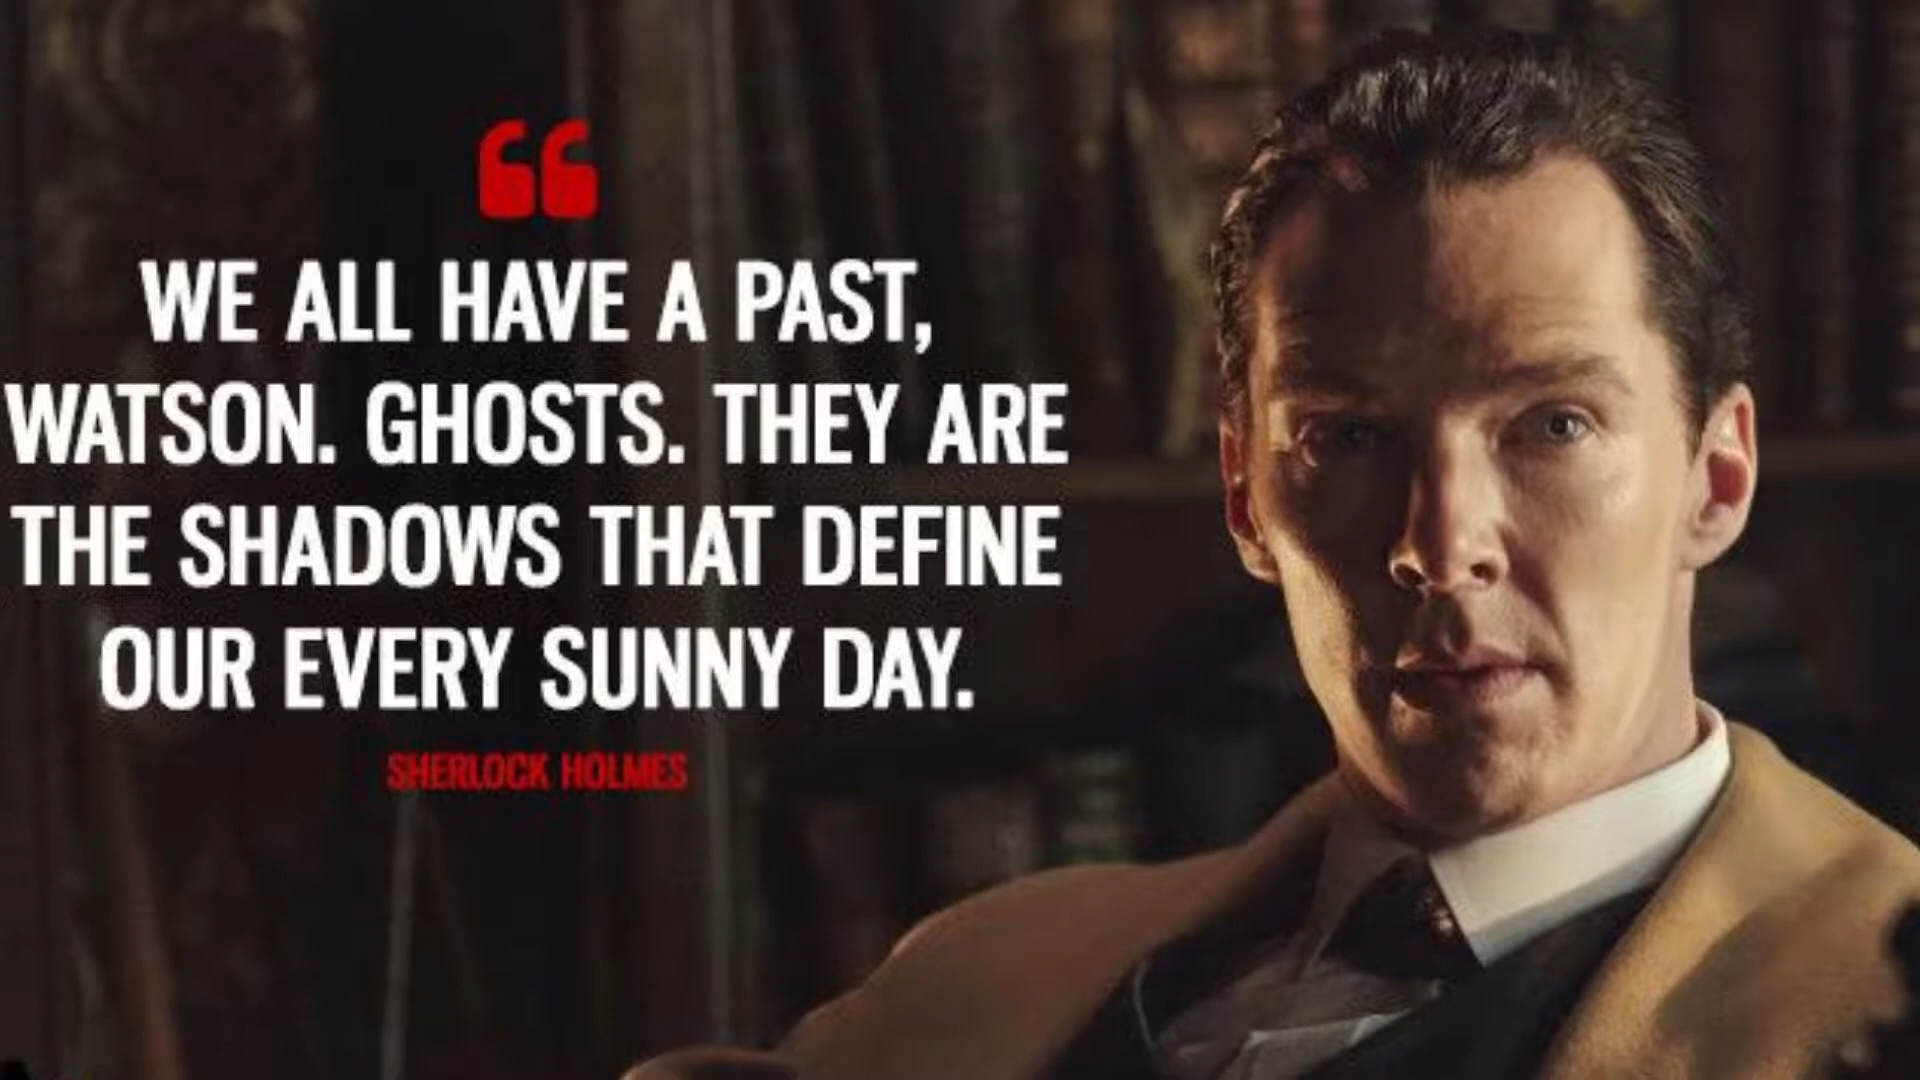 “
WE ALL HAVE A PAST,
WATSON. GHOSTS. THEY ARE
THE SHADOWS THAT DEFINE
OUR EVERY SUNNY DAY.
SHERLOCK HOLMES